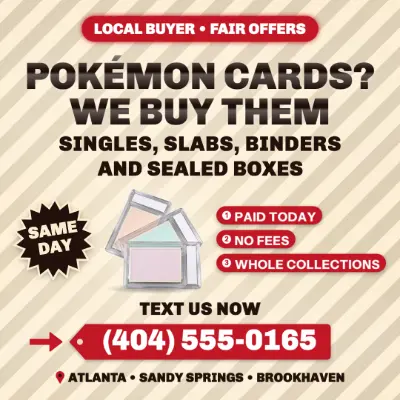 LOCAL BUYER • FAIR OFFERS
POKÉMON CARDS?
WE BUY THEM
SINGLES, SLABS, BINDERS
AND SEALED BOXES
SAME
DAY
1 PAID TODAY
2 NO FEES
3 WHOLE COLLECTIONS
TEXT US NOW
(404) 555-0165
ATLANTA • SANDY SPRINGS • BROOKHAVEN